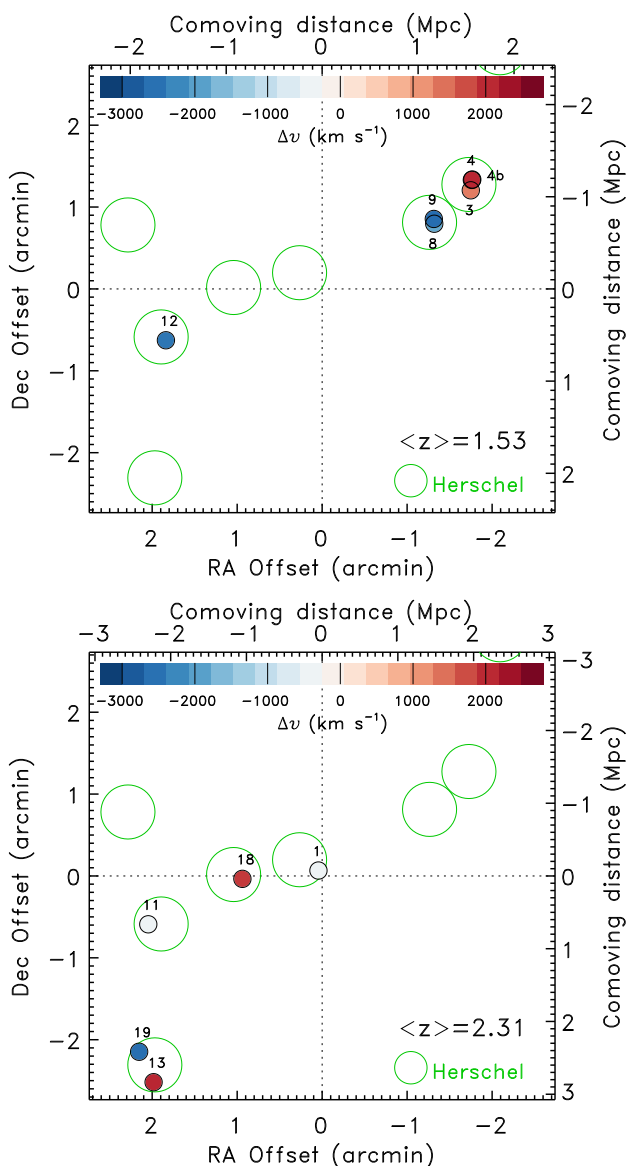 Comoving distance (Mpc)
−2 −1 0 1 2
−3000 −2000 −1000 0 1000 2000
Δυ (km s⁻¹)
2
1
0
−1
−2
Dec Offset (arcmin)
−2
−1
0
1
2
Comoving distance (Mpc)
4
4b
3
9
8
12
<z>=1.53
Herschel
2 1 0 −1 −2
RA Offset (arcmin)
Comoving distance (Mpc)
−3 −2 −1 0 1 2 3
−3000 −2000 −1000 0 1000 2000
Δυ (km s⁻¹)
2
1
0
−1
−2
Dec Offset (arcmin)
−3
−2
−1
0
1
2
3
Comoving distance (Mpc)
1
18
11
19
13
<z>=2.31
Herschel
2 1 0 −1 −2
RA Offset (arcmin)